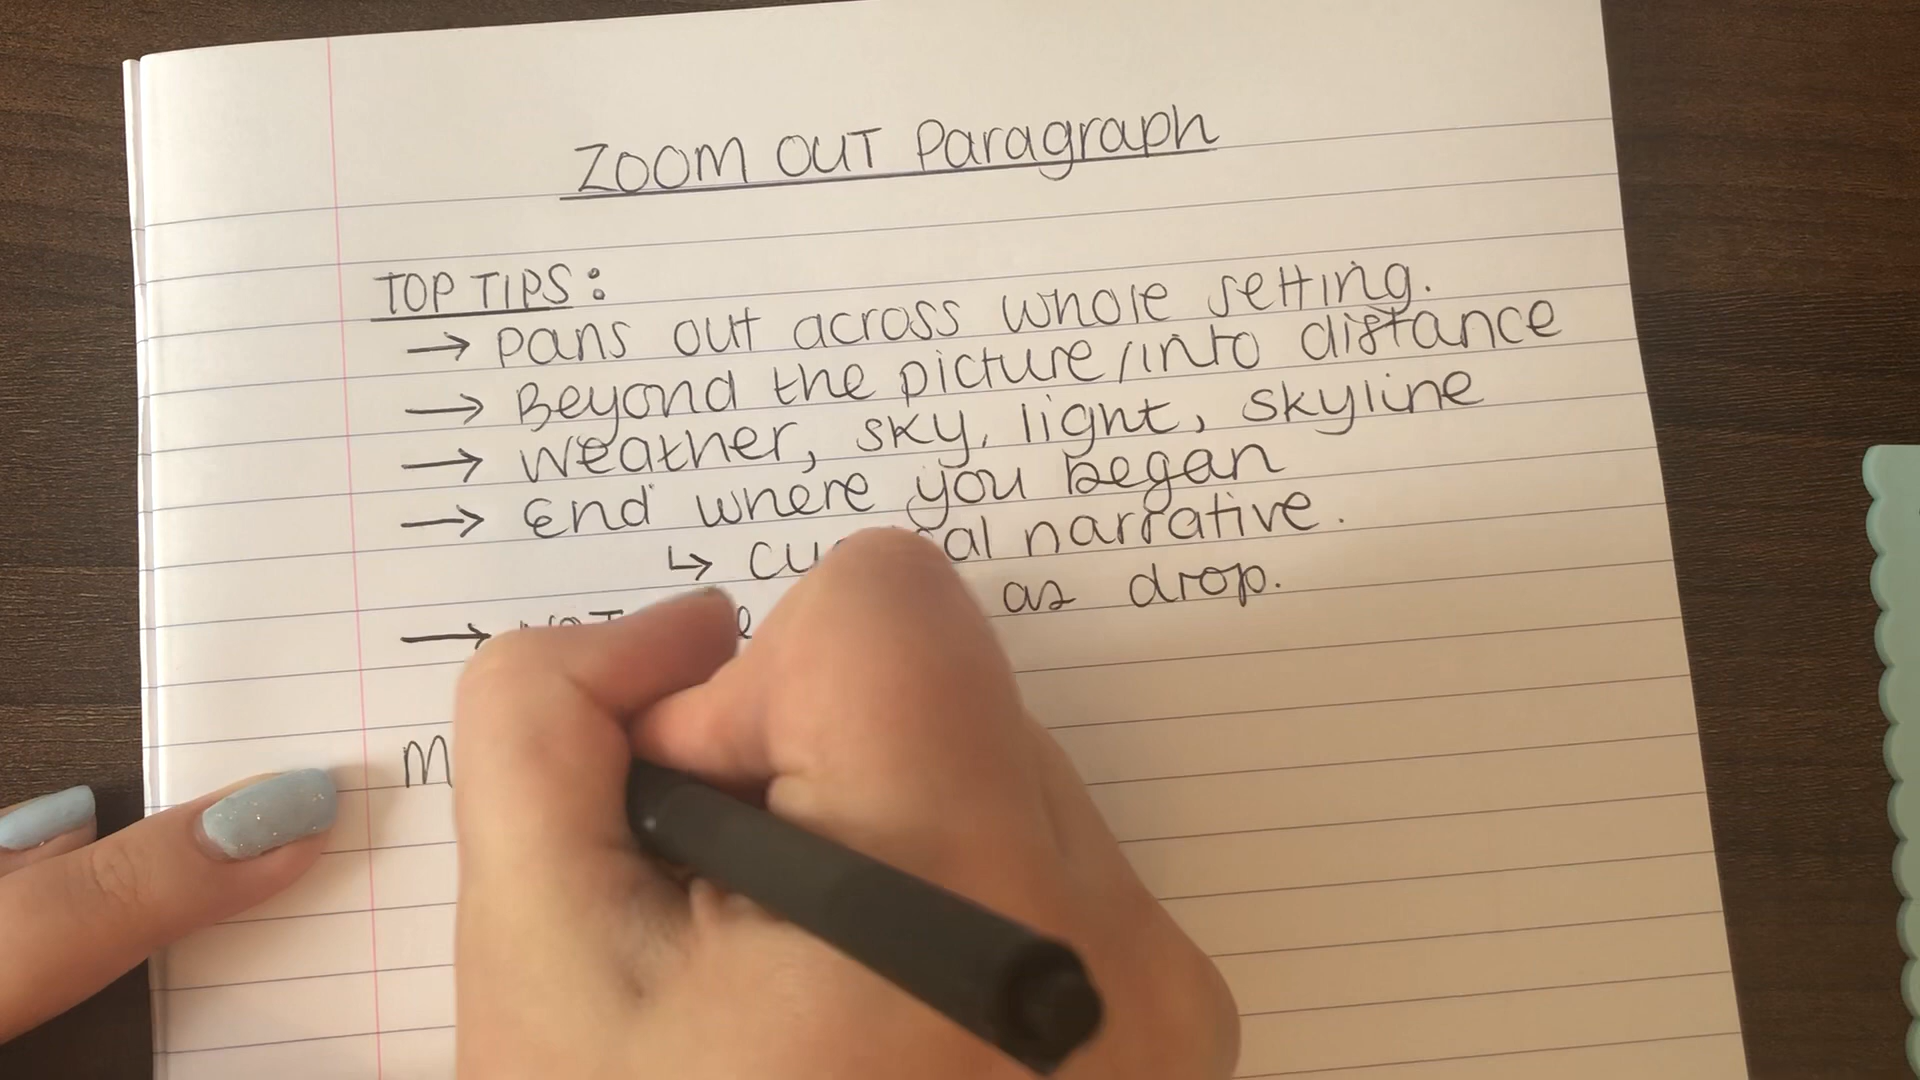 ZOOM OUT Paragraph
TOP TIPS:
→ Pans out across whole setting.
→ Beyond the picture/into distance
→ Weather, sky, light, skyline
→ End where you began
↳ narrative.
→ as drop.